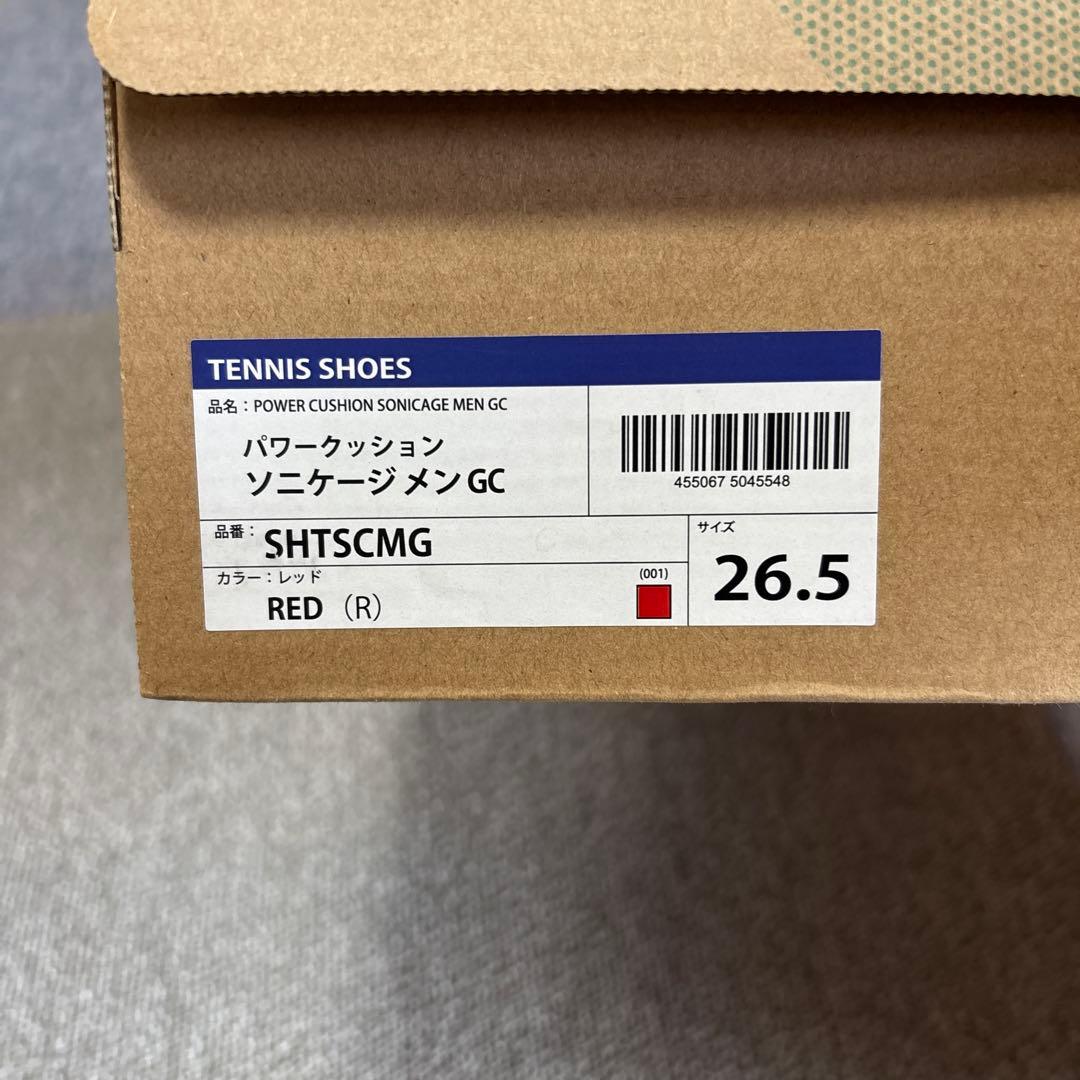 TENNIS SHOES
品名：POWER CUSHION SONICAGE MEN GC
パワークッション
ソニケージ メン GC
455067 5045548
品番：SHTSCMG
サイズ
26.5
カラー：レッド
RED（R）
(001)